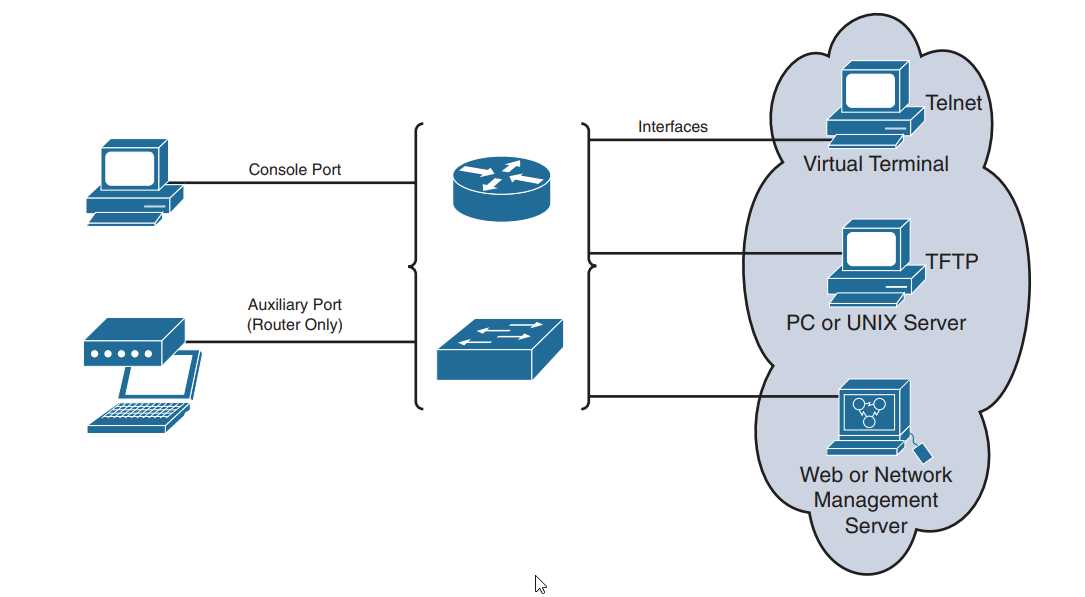 Console Port
Auxiliary Port
(Router Only)
Interfaces
Telnet
Virtual Terminal
TFTP
PC or UNIX Server
Web or Network
Management
Server